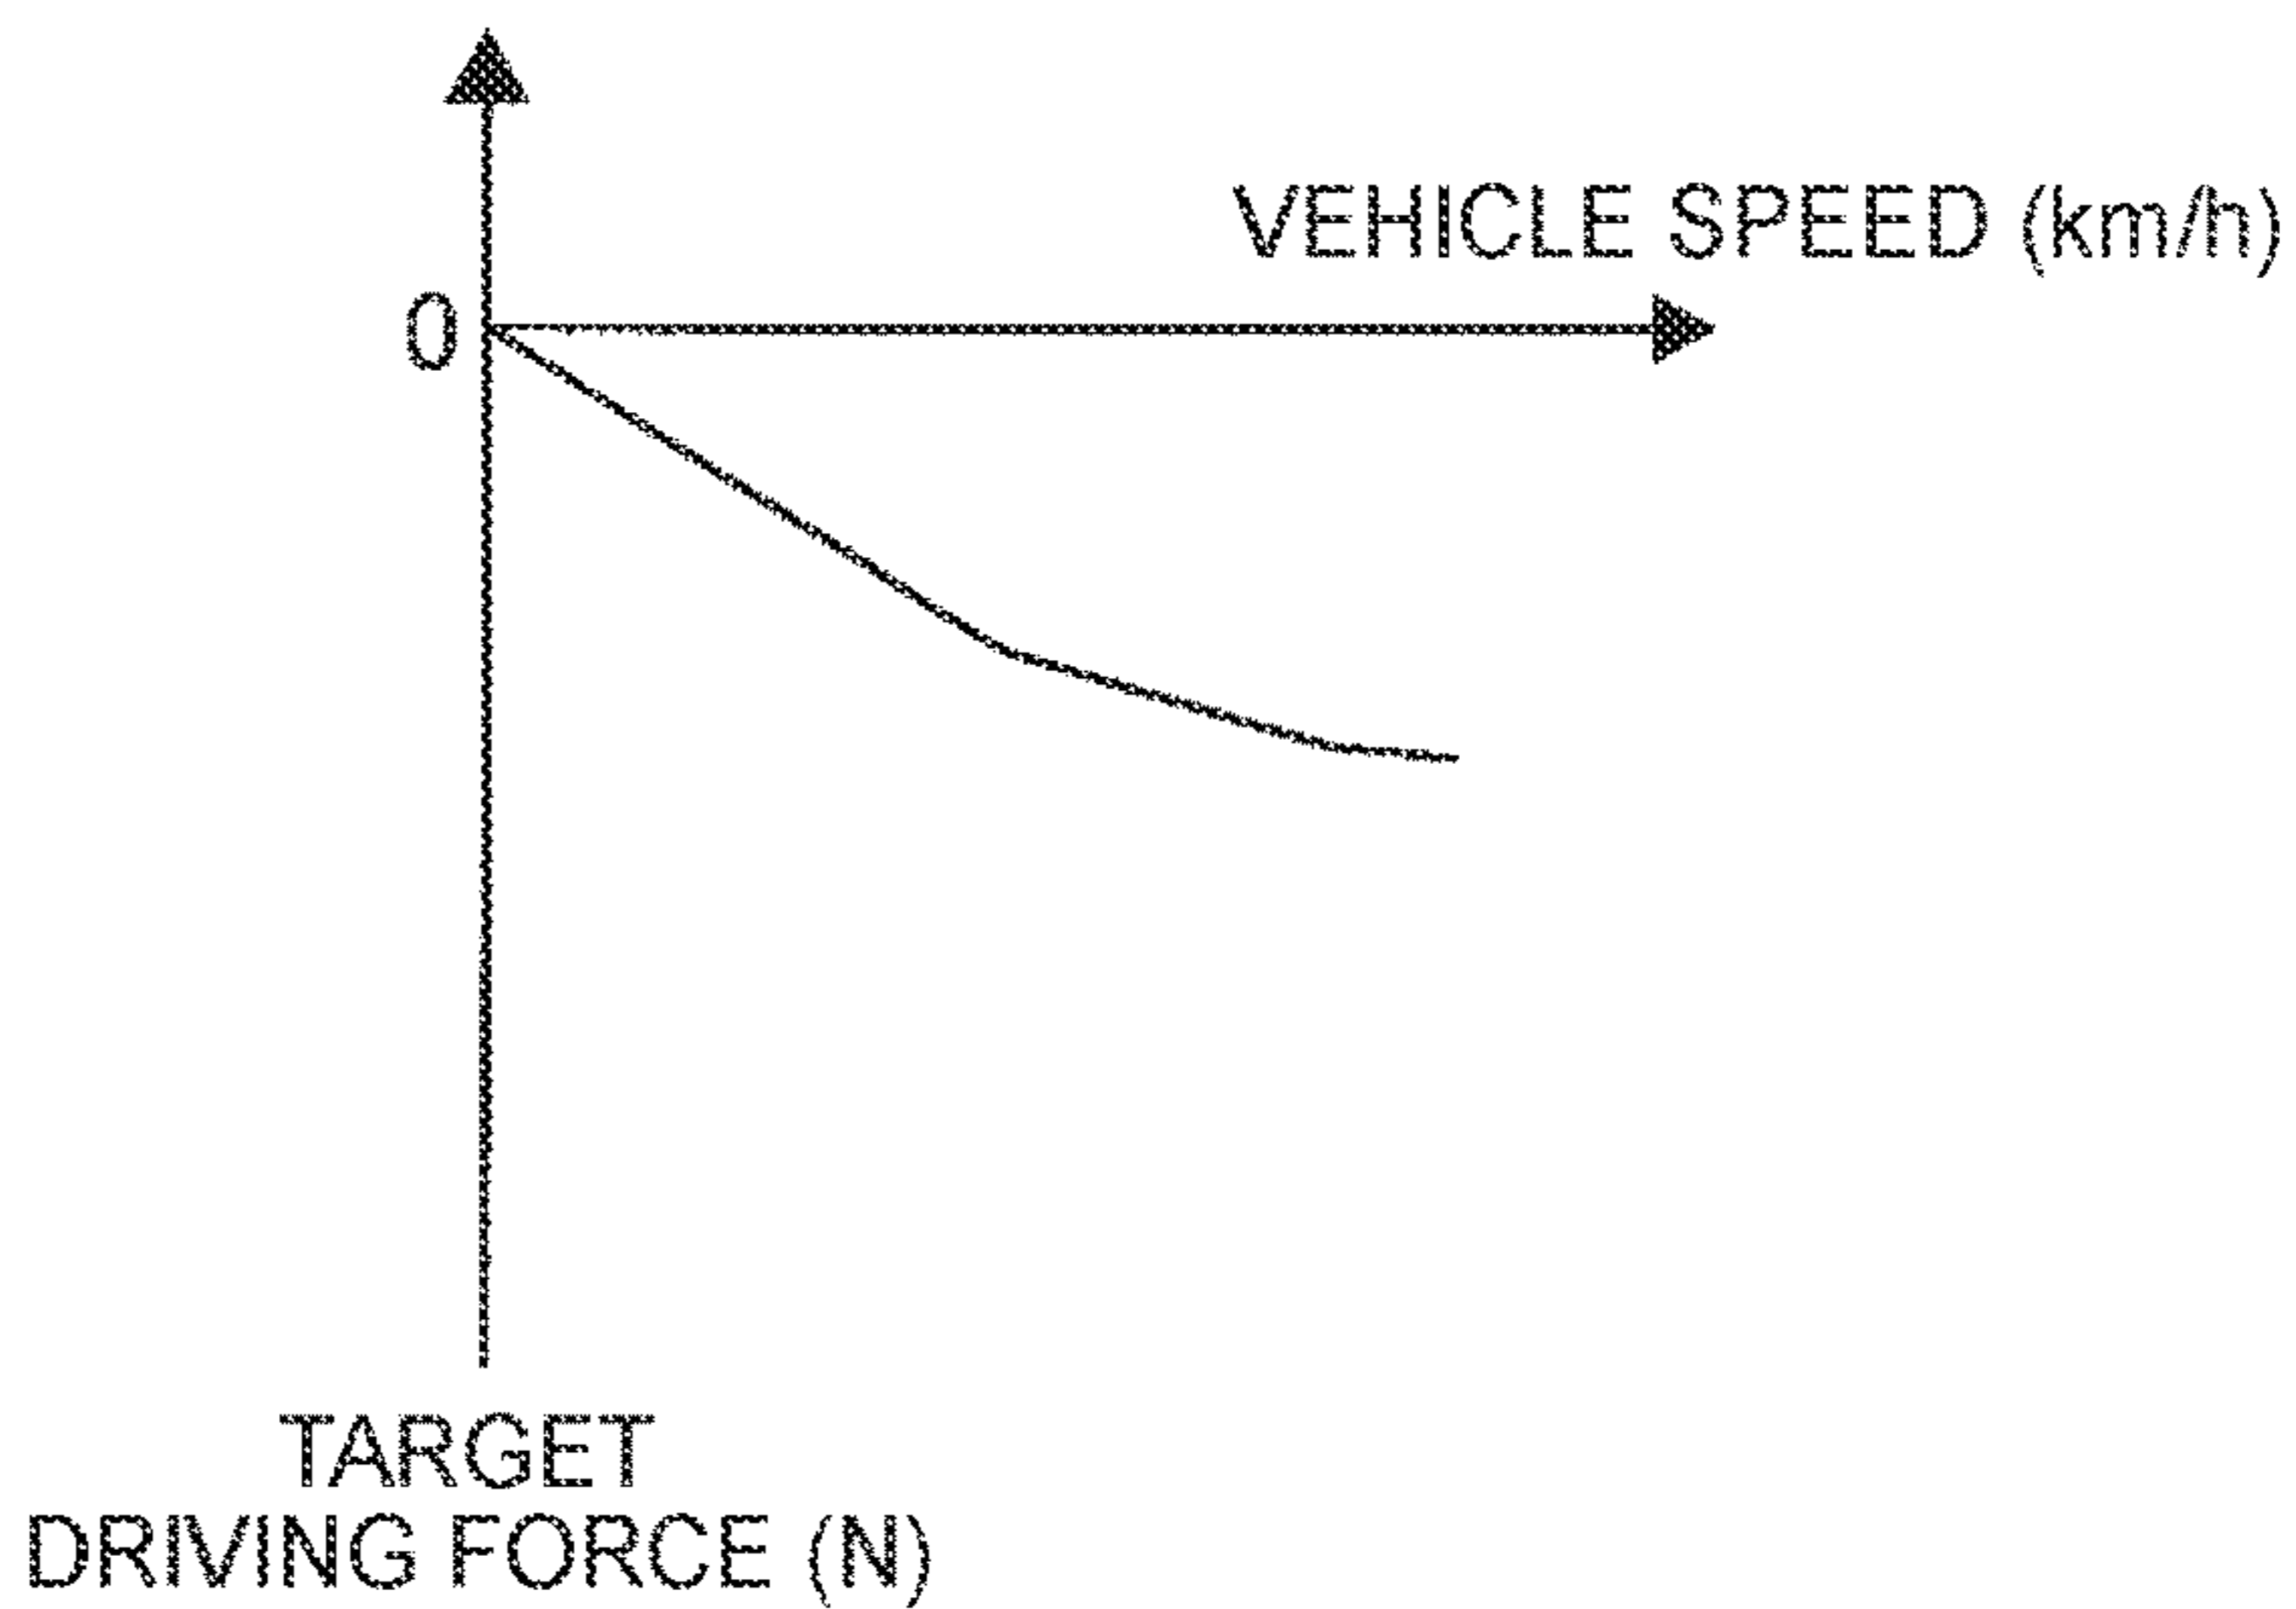 VEHICLE SPEED (km/h)
0
TARGET
DRIVING FORCE (N)